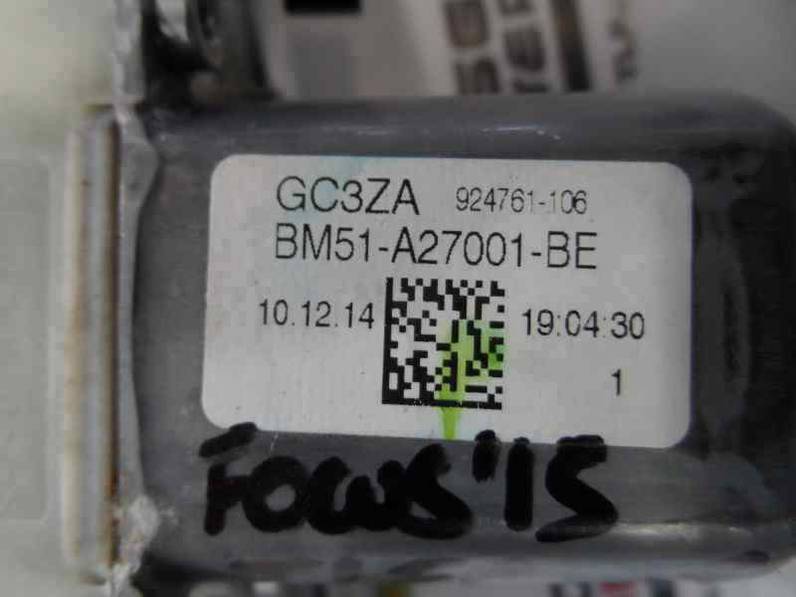 GC3ZA 924761-106
BM51-A27001-BE
10.12.14 19:04:30
1
FOCUS '15